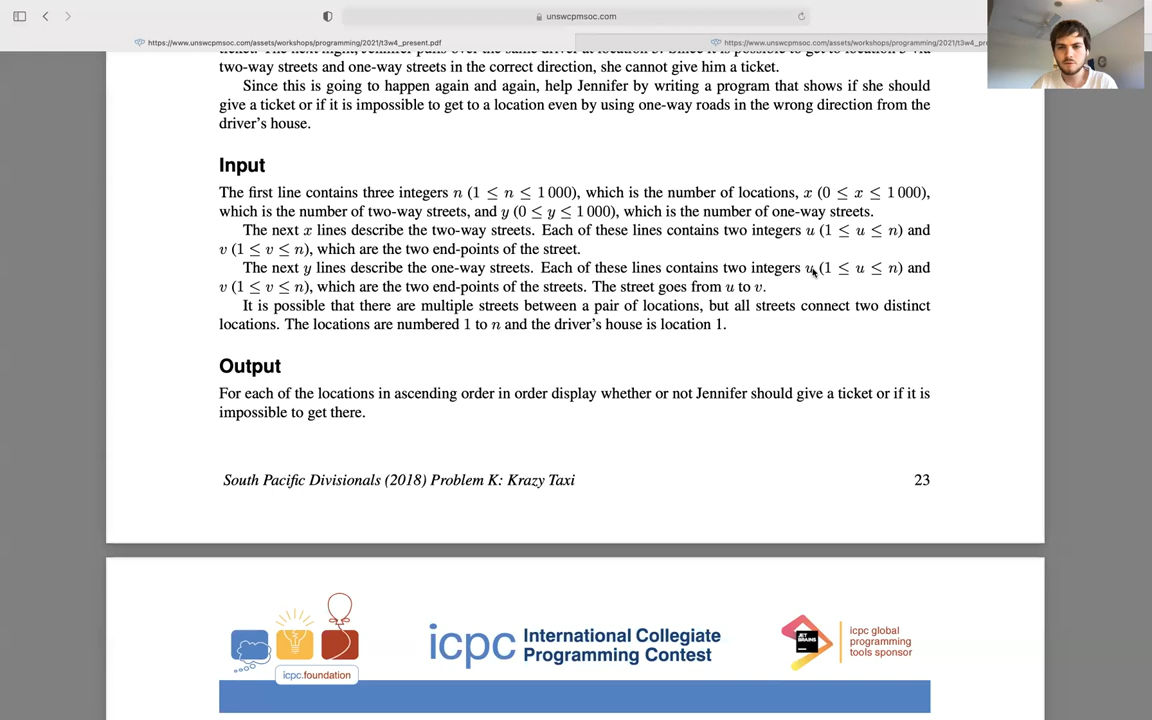 unswcpmsoc.com
https://www.unswcpmsoc.com/assets/workshops/programming/2021/t3w4_present.pdf
https://www.unswcpmsoc.com/assets/workshops/programming/2021/t3w4_pre
two-way streets and one-way streets in the correct direction, she cannot give him a ticket.
Since this is going to happen again and again, help Jennifer by writing a program that shows if she should
give a ticket or if it is impossible to get to a location even by using one-way roads in the wrong direction from the
driver's house.
Input
The first line contains three integers n (1 ≤ n ≤ 1 000), which is the number of locations, x (0 ≤ x ≤ 1 000),
which is the number of two-way streets, and y (0 ≤ y ≤ 1 000), which is the number of one-way streets.
The next x lines describe the two-way streets. Each of these lines contains two integers u (1 ≤ u ≤ n) and
v (1 ≤ v ≤ n), which are the two end-points of the street.
The next y lines describe the one-way streets. Each of these lines contains two integers u (1 ≤ u ≤ n) and
v (1 ≤ v ≤ n), which are the two end-points of the streets. The street goes from u to v.
It is possible that there are multiple streets between a pair of locations, but all streets connect two distinct
locations. The locations are numbered 1 to n and the driver's house is location 1.
Output
For each of the locations in ascending order in order display whether or not Jennifer should give a ticket or if it is
impossible to get there.
South Pacific Divisionals (2018) Problem K: Krazy Taxi 23
icpc International Collegiate
Programming Contest
icpc.foundation
JET
BRAINS
icpc global
programming
tools sponsor